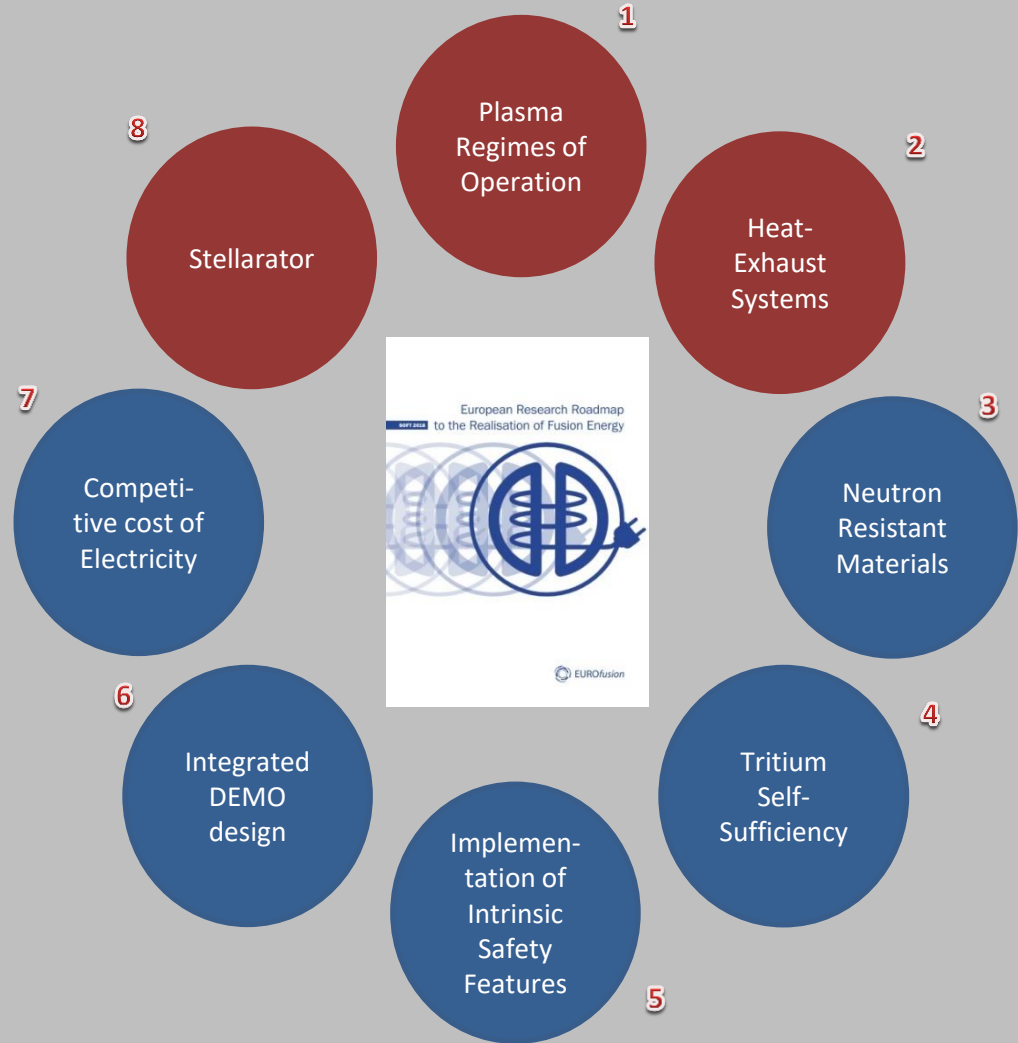 1
Plasma
Regimes of
Operation
2
Heat-
Exhaust
Systems
3
Neutron
Resistant
Materials
4
Tritium
Self-
Sufficiency
5
Implemen-
tation of
Intrinsic
Safety
Features
6
Integrated
DEMO
design
7
Competi-
tive cost of
Electricity
8
Stellarator
European Research Roadmap
SOFT 2018 to the Realisation of Fusion Energy
EUROfusion